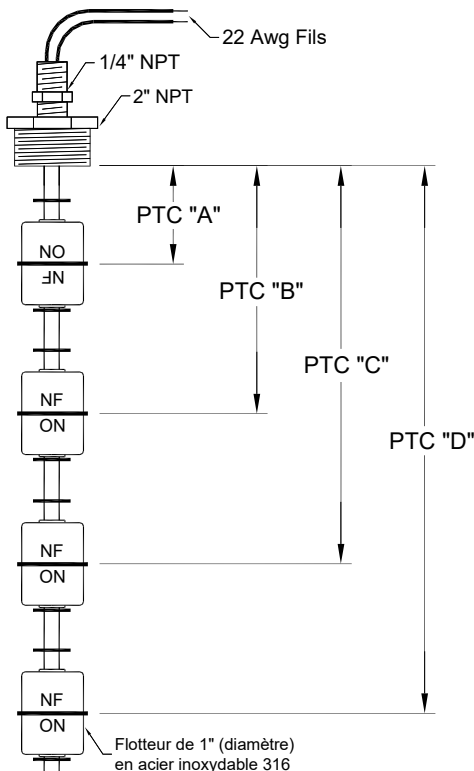 22 Awg Fils
1/4" NPT
2" NPT
PTC "A"
ON
NF
PTC "B"
PTC "C"
NF
ON
PTC "D"
NF
ON
NF
ON
Flotteur de 1" (diamètre)
en acier inoxydable 316